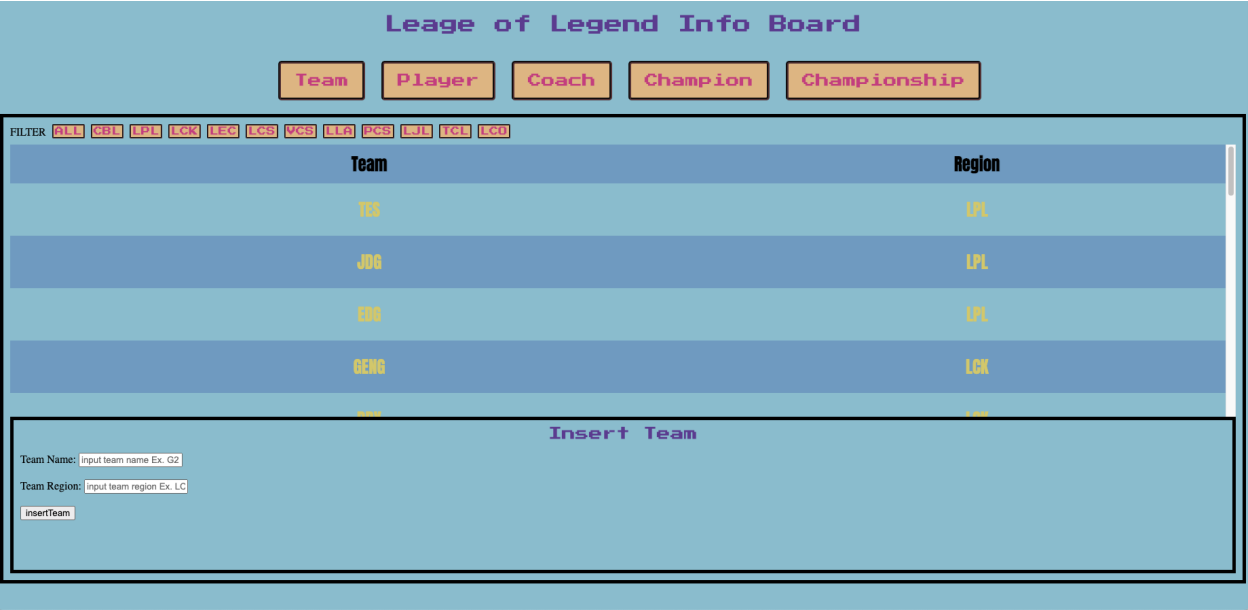 Leage of Legend Info Board
Team Player Coach Champion Championship
FILTER ALL CBL LPL LCK LEC LCS VCS LLA PCS LJL TCL LCO
Team Region
TES LPL
JDG LPL
EDG LPL
GENG LCK
Insert Team
Team Name: input team name Ex. G2
Team Region: input team region Ex. LC
insertTeam